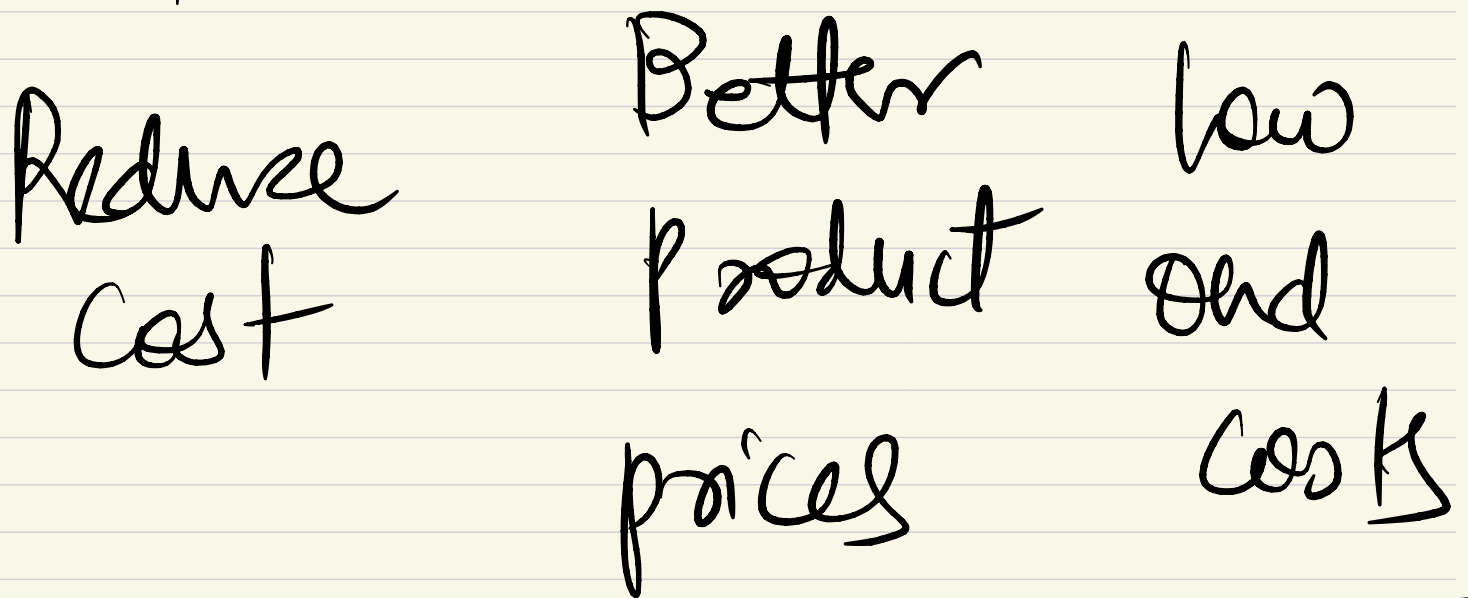 Reduce
Cost
Better
Product
prices
low
and
costs